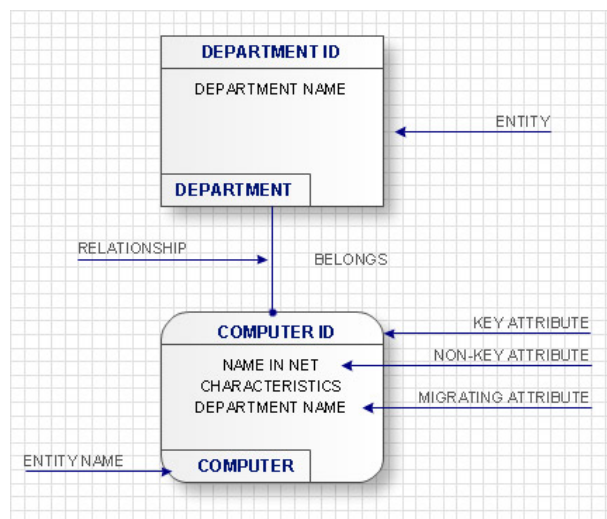 DEPARTMENT ID
DEPARTMENT NAME
ENTITY
DEPARTMENT
RELATIONSHIP
BELONGS
COMPUTER ID
KEY ATTRIBUTE
NAME IN NET
NON-KEY ATTRIBUTE
CHARACTERISTICS
DEPARTMENT NAME
MIGRATING ATTRIBUTE
ENTITY NAME
COMPUTER